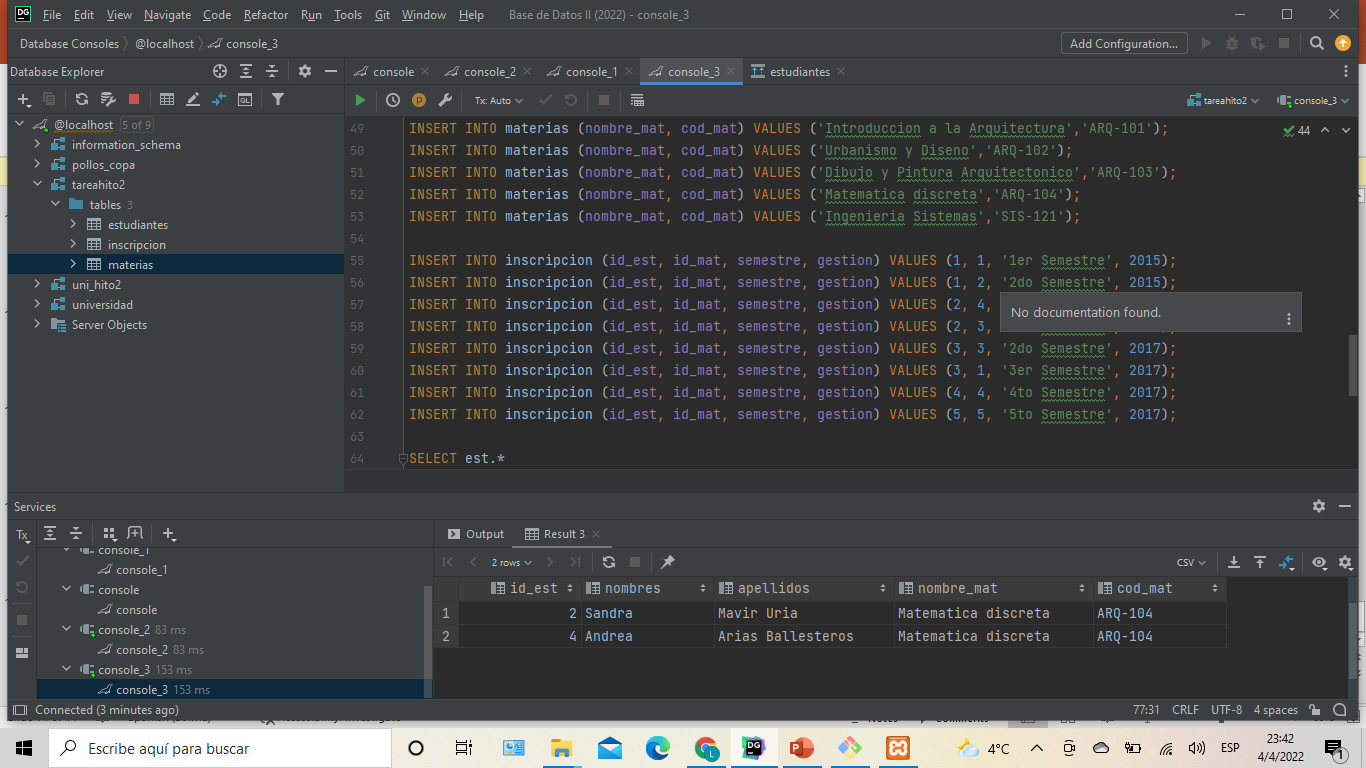 DG File Edit View Navigate Code Refactor Run Tools Git Window Help Base de Datos II (2022) - console_3
Database Consoles @localhost console_3 Add Configuration...
Database Explorer
@localhost 5 of 9
information_schema
pollos_copa
tareahito2
tables 3
estudiantes
inscripcion
materias
uni_hito2
universidad
Server Objects
console console_2 console_1 console_3 estudiantes
Tx: Auto tareahito2 console_3
49 INSERT INTO materias (nombre_mat, cod_mat) VALUES ('Introduccion a la Arquitectura','ARQ-101'); 44
50 INSERT INTO materias (nombre_mat, cod_mat) VALUES ('Urbanismo y Diseno','ARQ-102');
51 INSERT INTO materias (nombre_mat, cod_mat) VALUES ('Dibujo y Pintura Arquitectonico','ARQ-103');
52 INSERT INTO materias (nombre_mat, cod_mat) VALUES ('Matematica discreta','ARQ-104');
53 INSERT INTO materias (nombre_mat, cod_mat) VALUES ('Ingenieria Sistemas','SIS-121');
54
55 INSERT INTO inscripcion (id_est, id_mat, semestre, gestion) VALUES (1, 1, '1er Semestre', 2015);
56 INSERT INTO inscripcion (id_est, id_mat, semestre, gestion) VALUES (1, 2, '2do Semestre', 2015);
57 INSERT INTO inscripcion (id_est, id_mat, semestre, gestion) VALUES (2, 4,
58 INSERT INTO inscripcion (id_est, id_mat, semestre, gestion) VALUES (2, 3,
No documentation found.
59 INSERT INTO inscripcion (id_est, id_mat, semestre, gestion) VALUES (3, 3, '2do Semestre', 2017);
60 INSERT INTO inscripcion (id_est, id_mat, semestre, gestion) VALUES (3, 1, '3er Semestre', 2017);
61 INSERT INTO inscripcion (id_est, id_mat, semestre, gestion) VALUES (4, 4, '4to Semestre', 2017);
62 INSERT INTO inscripcion (id_est, id_mat, semestre, gestion) VALUES (5, 5, '5to Semestre', 2017);
63
64 SELECT est.*
Services
Tx
console_1
console_1
console
console
console_2 83 ms
console_2 83 ms
console_3 153 ms
console_3 153 ms
Output Result 3
2 rows CSV
id_est nombres apellidos nombre_mat cod_mat
1 2 Sandra Mavir Uria Matematica discreta ARQ-104
2 4 Andrea Arias Ballesteros Matematica discreta ARQ-104
Connected (3 minutes ago) 77:31 CRLF UTF-8 4 spaces
Escribe aquí para buscar
4°C ESP
23:42
4/4/2022
1